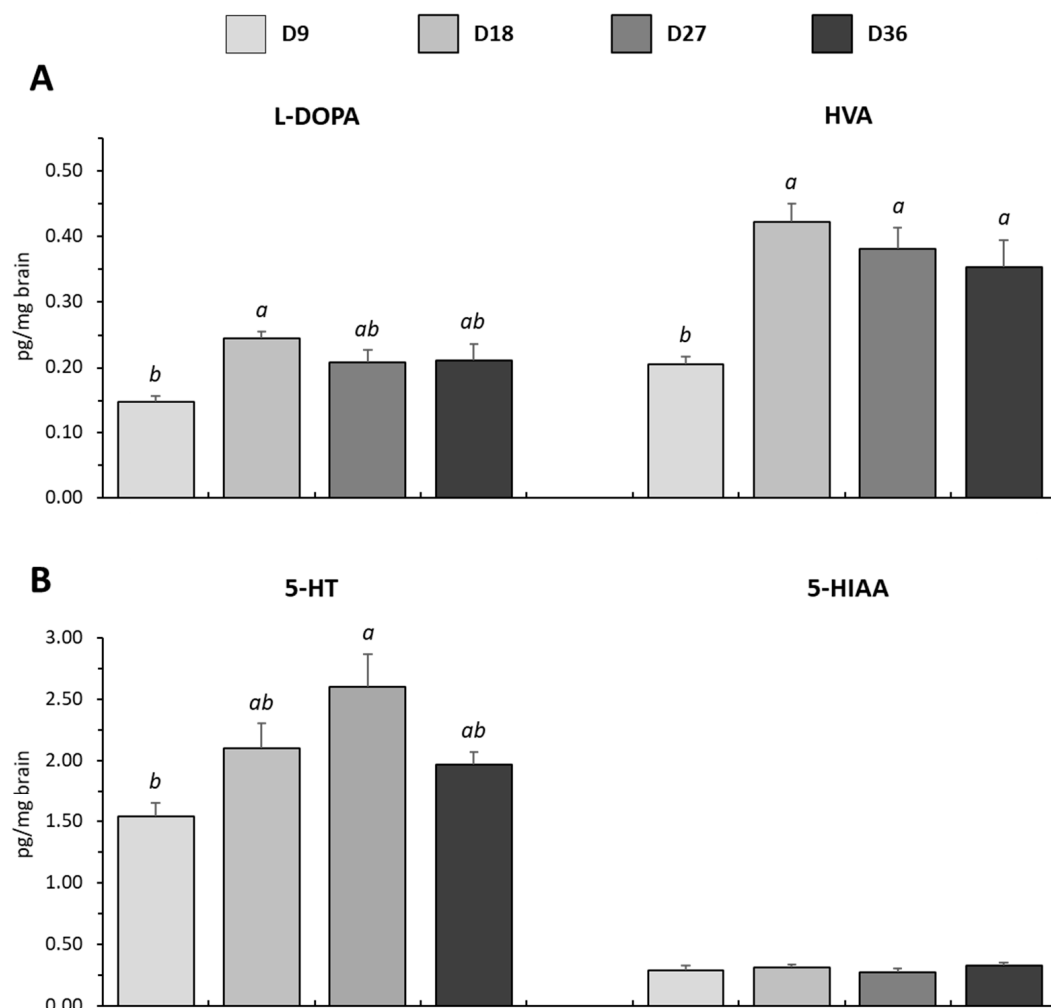 D9 D18 D27 D36
A
L-DOPA HVA
pg/mg brain
0.50
0.40
0.30
0.20
0.10
0.00
b a ab ab b a a a
B
5-HT 5-HIAA
pg/mg brain
3.00
2.50
2.00
1.50
1.00
0.50
0.00
b ab a ab